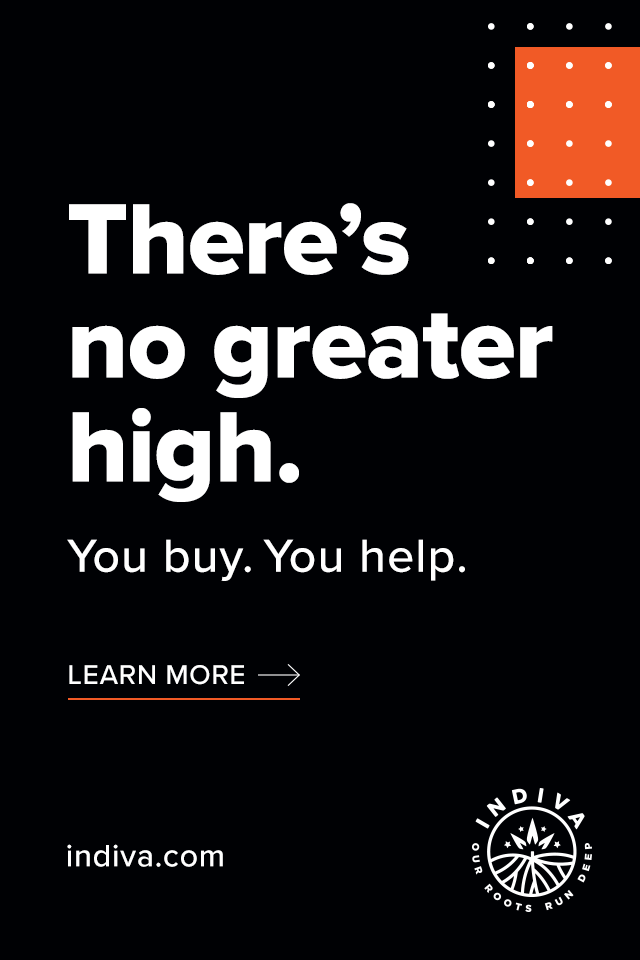 There’s
no greater
high.
You buy. You help.
LEARN MORE
indiva.com
INDIVA
OUR ROOTS RUN DEEP